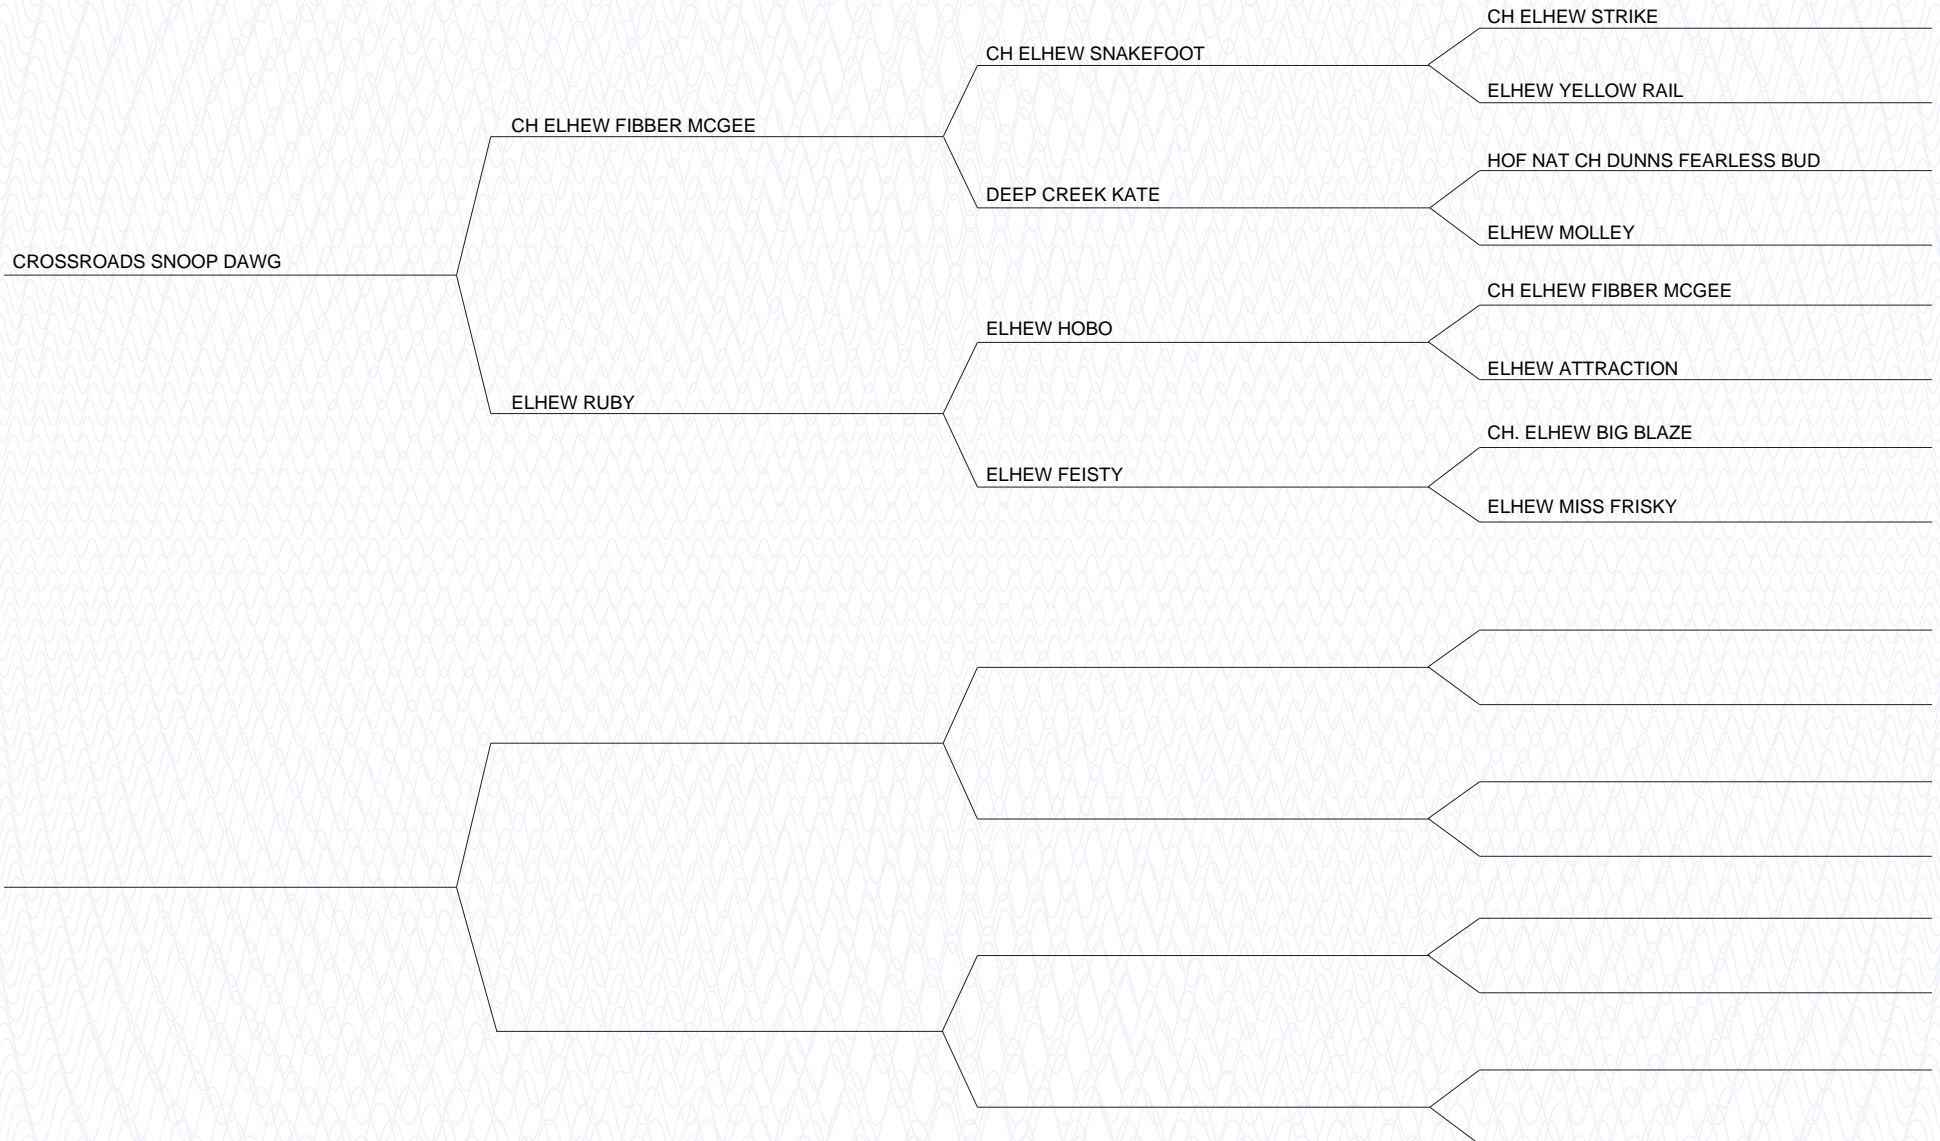 CH ELHEW STRIKE
CH ELHEW SNAKEFOOT
ELHEW YELLOW RAIL
CH ELHEW FIBBER MCGEE
HOF NAT CH DUNNS FEARLESS BUD
DEEP CREEK KATE
ELHEW MOLLEY
CROSSROADS SNOOP DAWG
CH ELHEW FIBBER MCGEE
ELHEW HOBO
ELHEW ATTRACTION
ELHEW RUBY
CH. ELHEW BIG BLAZE
ELHEW FEISTY
ELHEW MISS FRISKY